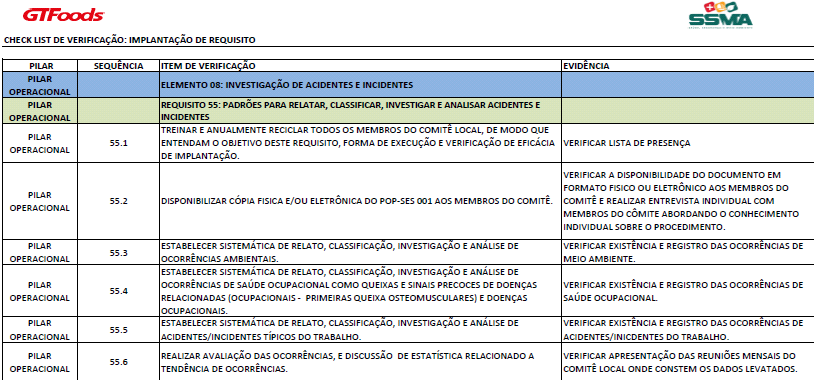 GTFoods
SSMA
CHECK LIST DE VERIFICAÇÃO: IMPLANTAÇÃO DE REQUISITO
PILAR SEQUÊNCIA ITEM DE VERIFICAÇÃO EVIDÊNCIA
PILAR
OPERACIONAL
ELEMENTO 08: INVESTIGAÇÃO DE ACIDENTES E INCIDENTES
PILAR
OPERACIONAL
REQUISITO 55: PADRÕES PARA RELATAR, CLASSIFICAR, INVESTIGAR E ANALISAR ACIDENTES E
INCIDENTES
PILAR
OPERACIONAL
55.1
TREINAR E ANUALMENTE RECICLAR TODOS OS MEMBROS DO COMITÊ LOCAL, DE MODO QUE
ENTENDAM O OBJETIVO DESTE REQUISITO, FORMA DE EXECUÇÃO E VERIFICAÇÃO DE EFICÁCIA
DE IMPLANTAÇÃO.
VERIFICAR LISTA DE PRESENÇA
PILAR
OPERACIONAL
55.2
DISPONIBILIZAR CÓPIA FISICA E/OU ELETRÔNICA DO POP-SES 001 AOS MEMBROS DO COMITÊ.
VERIFICAR A DISPONIBILIDADE DO DOCUMENTO EM
FORMATO FISICO OU ELETRÔNICO AOS MEMBROS DO
COMITÊ E REALIZAR ENTREVISTA INDIVIDUAL COM
MEMBROS DO CÔMITE ABORDANDO O CONHECIMENTO
INDIVIDUAL SOBRE O PROCEDIMENTO.
PILAR
OPERACIONAL
55.3
ESTABELECER SISTEMÁTICA DE RELATO, CLASSIFICAÇÃO, INVESTIGAÇÃO E ANÁLISE DE
OCORRÊNCIAS AMBIENTAIS.
VERIFICAR EXISTÊNCIA E REGISTRO DAS OCORRÊNCIAS DE
MEIO AMBIENTE.
PILAR
OPERACIONAL
55.4
ESTABELECER SISTEMÁTICA DE RELATO, CLASSIFICAÇÃO, INVESTIGAÇÃO E ANÁLISE DE
OCORRÊNCIAS DE SAÚDE OCUPACIONAL COMO QUEIXAS E SINAIS PRECOCES DE DOENÇAS
RELACIONADAS (OCUPACIONAIS - PRIMEIRAS QUEIXA OSTEOMUSCULARES) E DOENÇAS
OCUPACIONAIS.
VERIFICAR EXISTÊNCIA E REGISTRO DAS OCORRÊNCIAS DE
SAÚDE OCUPACIONAL.
PILAR
OPERACIONAL
55.5
ESTABELECER SISTEMÁTICA DE RELATO, CLASSIFICAÇÃO, INVESTIGAÇÃO E ANÁLISE DE
ACIDENTES/INCIDENTES TÍPICOS DO TRABALHO.
VERIFICAR EXISTÊNCIA E REGISTRO DAS OCORRÊNCIAS DE
ACIDENTES/INICDENTES DO TRABALHO.
PILAR
OPERACIONAL
55.6
REALIZAR AVALIAÇÃO DAS OCORRÊNCIAS, E DISCUSSÃO DE ESTATÍSTICA RELACIONADO A
TENDÊNCIA DE OCORRÊNCIAS.
VERIFICAR APRESENTAÇÃO DAS REUNIÕES MENSAIS DO
COMITÊ LOCAL ONDE CONSTEM OS DADOS LEVATADOS.